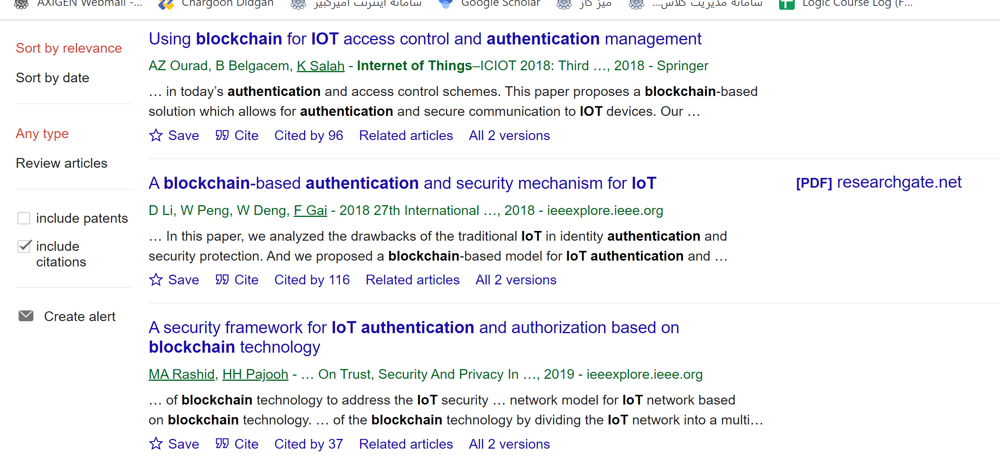 AXIGEN Webmail -...
Chargoon Didgah
سامانه اینترنت امیرکبیر
Google Scholar
میز کار
سامانه مدیریت کلاس...
Logic Course Log (F...
Sort by relevance
Sort by date
Any type
Review articles
include patents
include
citations
Create alert
Using blockchain for IOT access control and authentication management
AZ Ourad, B Belgacem, K Salah - Internet of Things–ICIOT 2018: Third …, 2018 - Springer
… in today’s authentication and access control schemes. This paper proposes a blockchain-based
solution which allows for authentication and secure communication to IOT devices. Our …
Save Cite Cited by 96 Related articles All 2 versions
A blockchain-based authentication and security mechanism for IoT
[PDF] researchgate.net
D Li, W Peng, W Deng, F Gai - 2018 27th International …, 2018 - ieeexplore.ieee.org
… In this paper, we analyzed the drawbacks of the traditional IoT in identity authentication and
security protection. And we proposed a blockchain-based model for IoT authentication and …
Save Cite Cited by 116 Related articles All 2 versions
A security framework for IoT authentication and authorization based on
blockchain technology
MA Rashid, HH Pajooh - … On Trust, Security And Privacy In …, 2019 - ieeexplore.ieee.org
… of blockchain technology to address the IoT security … network model for IoT network based
on blockchain technology. … of the blockchain technology by dividing the IoT network into a multi…
Save Cite Cited by 37 Related articles All 2 versions